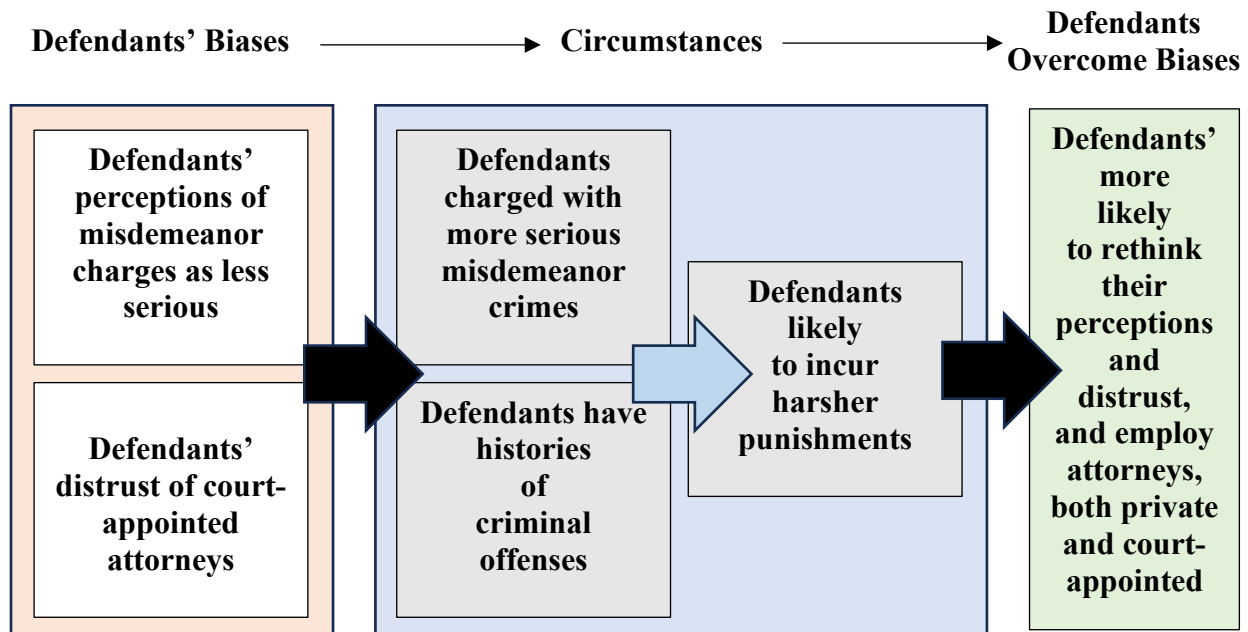 Defendants’ Biases
Circumstances
Defendants
Overcome Biases
Defendants’
perceptions of
misdemeanor
charges as less
serious
Defendants’
distrust of court-
appointed
attorneys
Defendants
charged with
more serious
misdemeanor
crimes
Defendants have
histories
of
criminal
offenses
Defendants
likely
to incur
harsher
punishments
Defendants’
more
likely
to rethink
their
perceptions
and
distrust,
and employ
attorneys,
both private
and court-
appointed